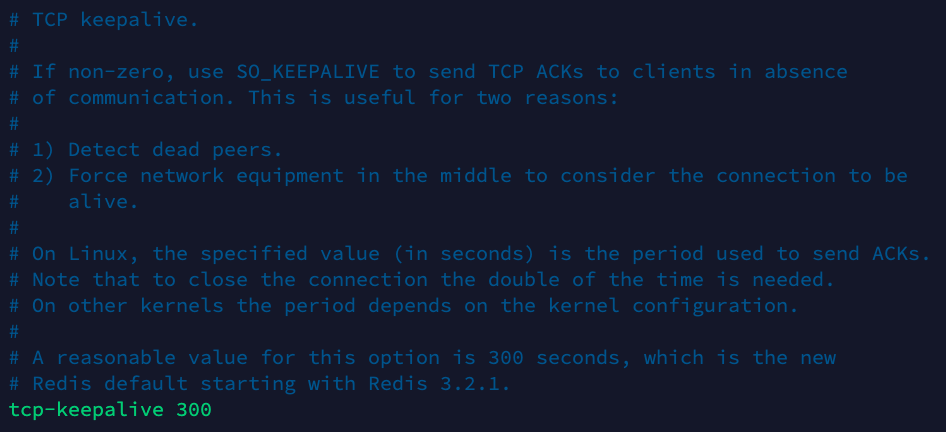 # TCP keepalive.
#
# If non-zero, use SO_KEEPALIVE to send TCP ACKs to clients in absence
# of communication. This is useful for two reasons:
#
# 1) Detect dead peers.
# 2) Force network equipment in the middle to consider the connection to be
#    alive.
#
# On Linux, the specified value (in seconds) is the period used to send ACKs.
# Note that to close the connection the double of the time is needed.
# On other kernels the period depends on the kernel configuration.
#
# A reasonable value for this option is 300 seconds, which is the new
# Redis default starting with Redis 3.2.1.
tcp-keepalive 300